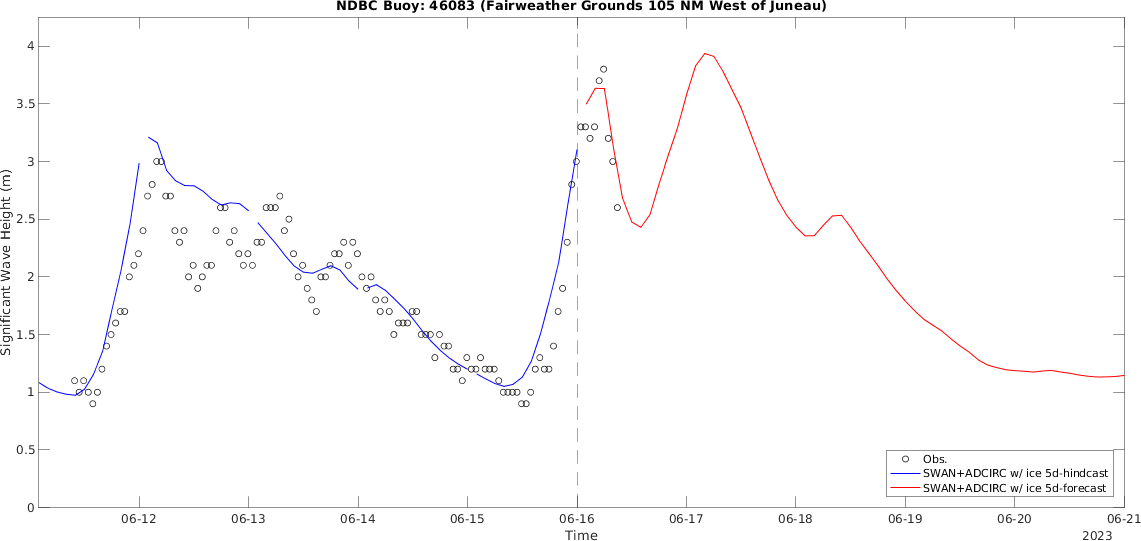 NDBC Buoy: 46083 (Fairweather Grounds 105 NM West of Juneau)
Significant Wave Height (m)
4
3.5
3
2.5
2
1.5
1
0.5
0
Obs.
SWAN+ADCIRC w/ ice 5d-hindcast
SWAN+ADCIRC w/ ice 5d-forecast
06-12 06-13 06-14 06-15 06-16 06-17 06-18 06-19 06-20 06-21
Time
2023